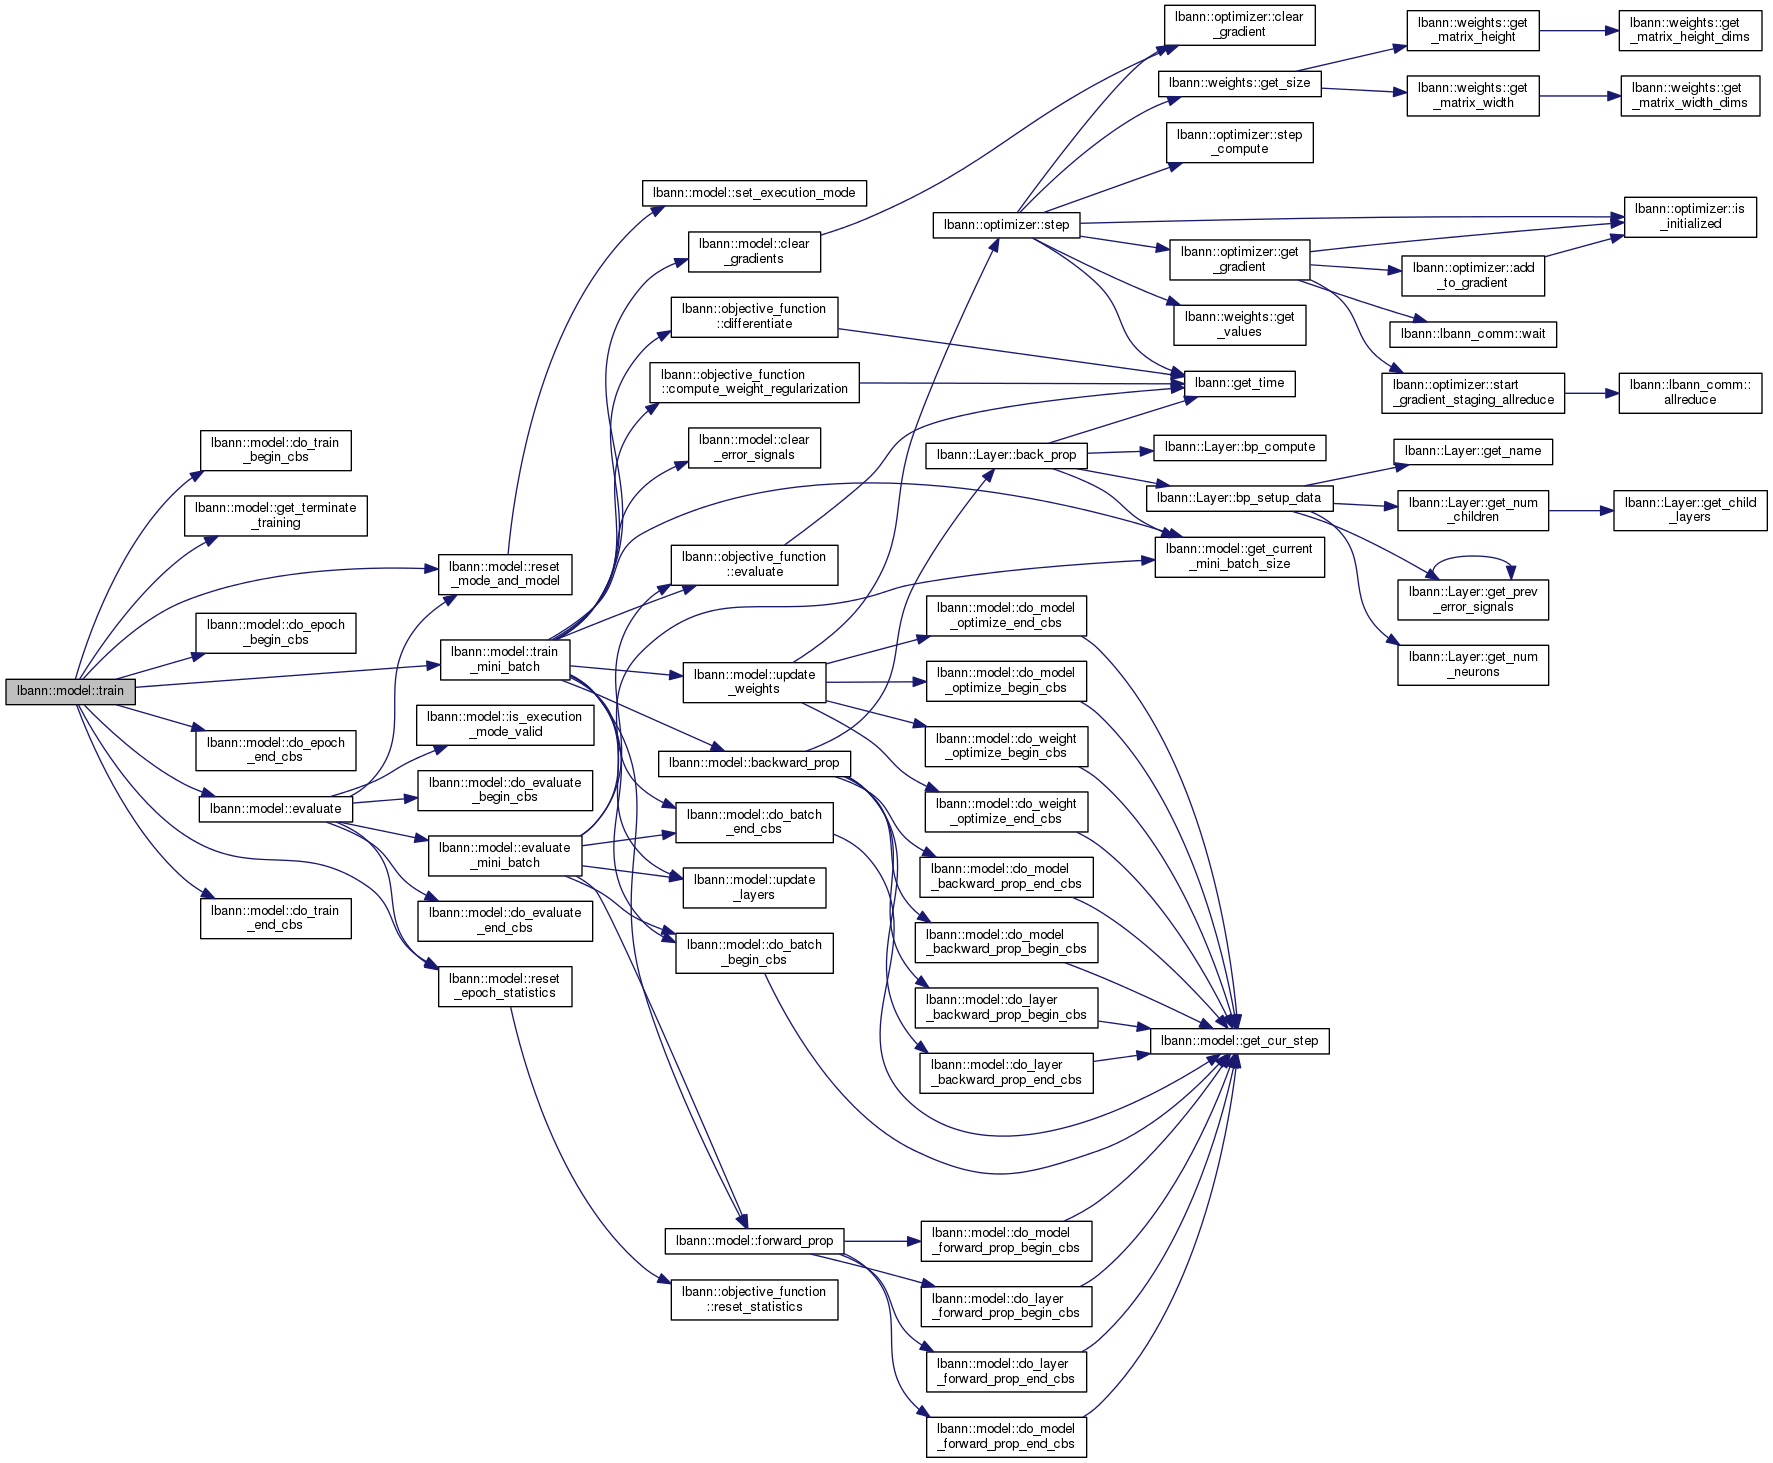 lbann::model::train
lbann::model::do_train
_begin_cbs
lbann::model::get_terminate
_training
lbann::model::do_epoch
_begin_cbs
lbann::model::do_epoch
_end_cbs
lbann::model::evaluate
lbann::model::do_train
_end_cbs
lbann::model::reset
_mode_and_model
lbann::model::train
_mini_batch
lbann::model::is_execution
_mode_valid
lbann::model::do_evaluate
_begin_cbs
lbann::model::evaluate
_mini_batch
lbann::model::do_evaluate
_end_cbs
lbann::model::reset
_epoch_statistics
lbann::model::set_execution_mode
lbann::model::clear
_gradients
lbann::objective_function
::differentiate
lbann::objective_function
::compute_weight_regularization
lbann::model::clear
_error_signals
lbann::objective_function
::evaluate
lbann::model::update
_weights
lbann::model::backward_prop
lbann::model::do_batch
_end_cbs
lbann::model::update
_layers
lbann::model::do_batch
_begin_cbs
lbann::model::forward_prop
lbann::objective_function
::reset_statistics
lbann::optimizer::step
lbann::Layer::back_prop
lbann::model::do_model
_optimize_end_cbs
lbann::model::do_model
_optimize_begin_cbs
lbann::model::do_weight
_optimize_begin_cbs
lbann::model::do_weight
_optimize_end_cbs
lbann::model::do_model
_backward_prop_end_cbs
lbann::model::do_model
_backward_prop_begin_cbs
lbann::model::do_layer
_backward_prop_begin_cbs
lbann::model::do_layer
_backward_prop_end_cbs
lbann::model::do_model
_forward_prop_begin_cbs
lbann::model::do_layer
_forward_prop_begin_cbs
lbann::model::do_layer
_forward_prop_end_cbs
lbann::model::do_model
_forward_prop_end_cbs
lbann::optimizer::clear
_gradient
lbann::weights::get_size
lbann::optimizer::step
_compute
lbann::optimizer::get
_gradient
lbann::weights::get
_values
lbann::get_time
lbann::Layer::bp_compute
lbann::Layer::bp_setup_data
lbann::model::get_current
_mini_batch_size
lbann::model::get_cur_step
lbann::weights::get
_matrix_height
lbann::weights::get
_matrix_width
lbann::optimizer::add
_to_gradient
lbann::lbann_comm::wait
lbann::optimizer::start
_gradient_staging_allreduce
lbann::Layer::get_name
lbann::Layer::get_num
_children
lbann::Layer::get_prev
_error_signals
lbann::Layer::get_num
_neurons
lbann::weights::get
_matrix_height_dims
lbann::weights::get
_matrix_width_dims
lbann::optimizer::is
_initialized
lbann::lbann_comm::
allreduce
lbann::Layer::get_child
_layers